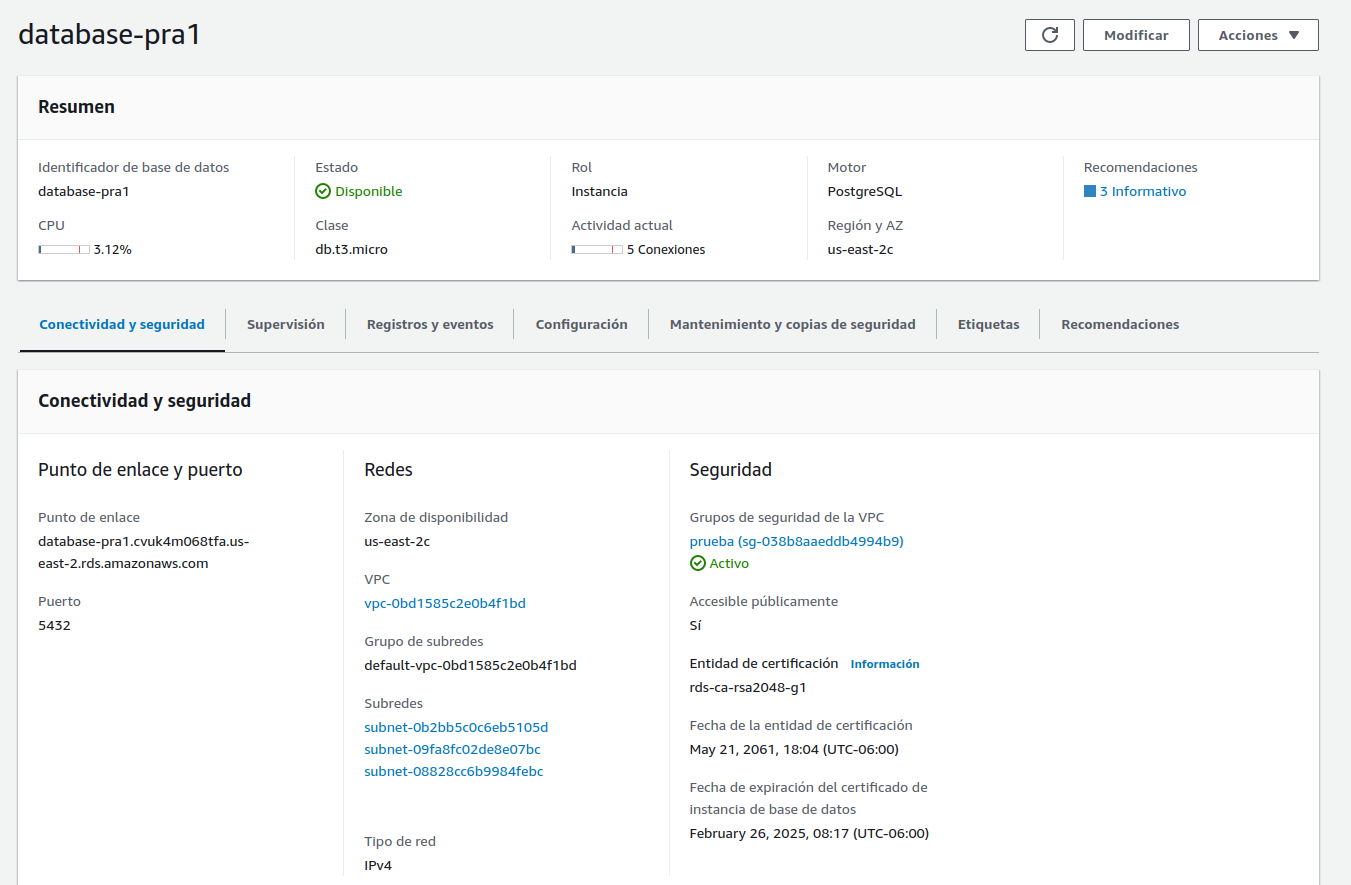 database-pra1
Modificar
Acciones
Resumen
Identificador de base de datos
database-pra1
CPU
3.12%
Estado
Disponible
Clase
db.t3.micro
Rol
Instancia
Actividad actual
5 Conexiones
Motor
PostgreSQL
Región y AZ
us-east-2c
Recomendaciones
3 Informativo
Conectividad y seguridad
Supervisión
Registros y eventos
Configuración
Mantenimiento y copias de seguridad
Etiquetas
Recomendaciones
Conectividad y seguridad
Punto de enlace y puerto
Punto de enlace
database-pra1.cvuk4m068tfa.us-
east-2.rds.amazonaws.com
Puerto
5432
Redes
Zona de disponibilidad
us-east-2c
VPC
vpc-0bd1585c2e0b4f1bd
Grupo de subredes
default-vpc-0bd1585c2e0b4f1bd
Subredes
subnet-0b2bb5c0c6eb5105d
subnet-09fa8fc02de8e07bc
subnet-08828cc6b9984febc
Tipo de red
IPv4
Seguridad
Grupos de seguridad de la VPC
prueba (sg-038b8aaeddb4994b9)
Activo
Accesible públicamente
Sí
Entidad de certificación Información
rds-ca-rsa2048-g1
Fecha de la entidad de certificación
May 21, 2061, 18:04 (UTC-06:00)
Fecha de expiración del certificado de
instancia de base de datos
February 26, 2025, 08:17 (UTC-06:00)